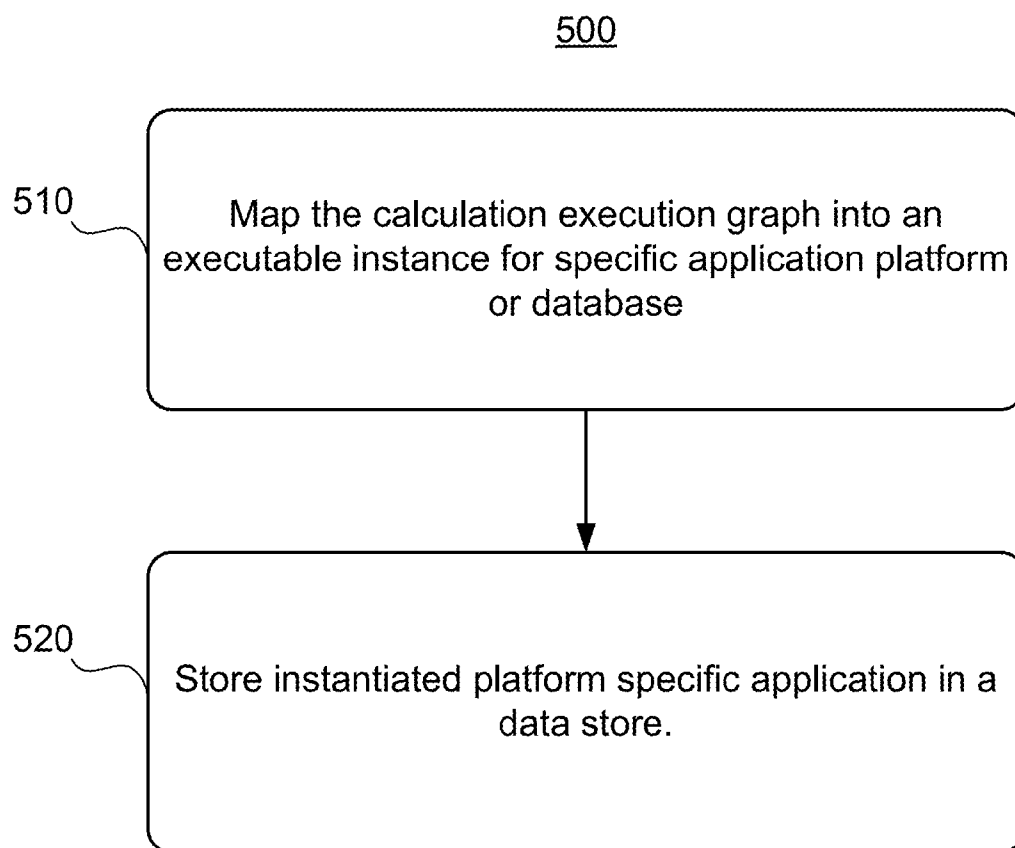 500
510
Map the calculation execution graph into an
executable instance for specific application platform
or database
520
Store instantiated platform specific application in a
data store.